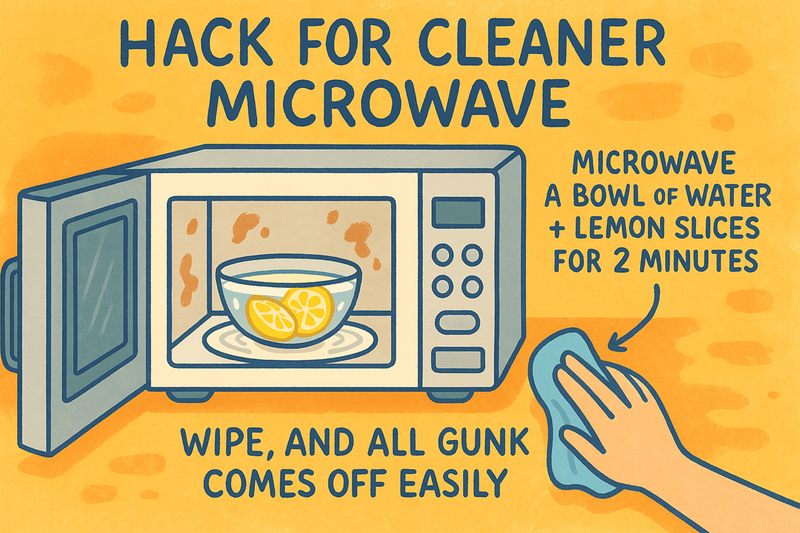 HACK FOR CLEANER
MICROWAVE
MICROWAVE
A BOWL OF WATER
+ LEMON SLICES
FOR 2 MINUTES
WIPE, AND ALL GUNK
COMES OFF EASILY